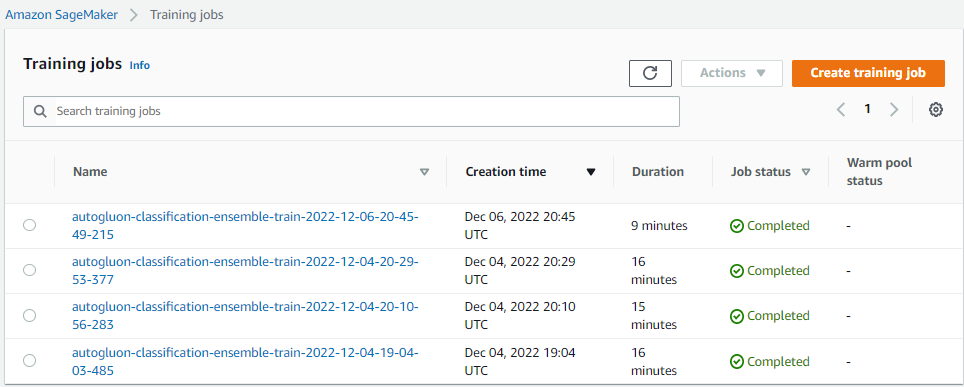 Amazon SageMaker > Training jobs
Training jobs Info
Actions
Create training job
Search training jobs
1
Name Creation time Duration Job status Warm pool
status
autogluon-classification-ensemble-train-2022-12-06-20-45- Dec 06, 2022 20:45 9 minutes Completed -
49-215 UTC
autogluon-classification-ensemble-train-2022-12-04-20-29- Dec 04, 2022 20:29 16 Completed -
53-377 UTC minutes
autogluon-classification-ensemble-train-2022-12-04-20-10- Dec 04, 2022 20:10 15 Completed -
56-283 UTC minutes
autogluon-classification-ensemble-train-2022-12-04-19-04- Dec 04, 2022 19:04 16 Completed -
03-485 UTC minutes